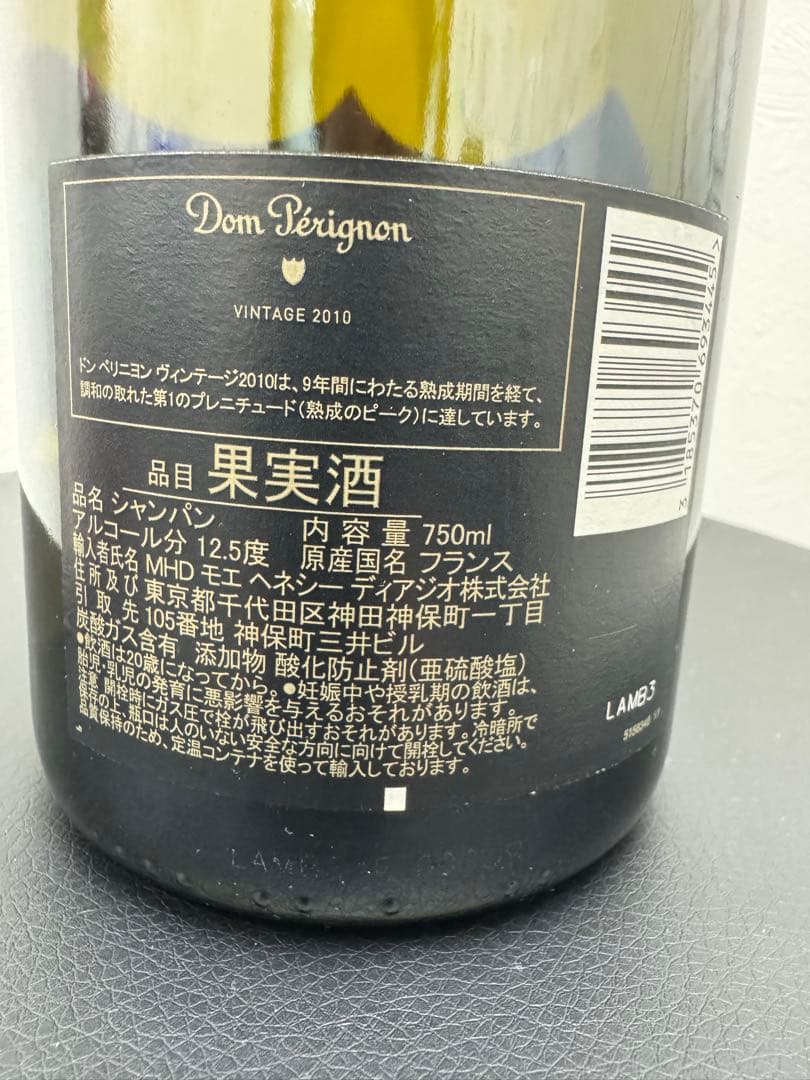 Dom Pérignon
VINTAGE 2010
ドン ペリニヨン ヴィンテージ2010は、9年間にわたる熟成期間を経て、
調和の取れた第1のプレニチュード(熟成のピーク)に達しています。
品目 果実酒
品名 シャンパン 内容量 750ml
アルコール分 12.5度 原産国名 フランス
輸入者氏名 MHD モエ ヘネシー ディアジオ株式会社
住所及び 東京都千代田区神田神保町一丁目
引取先 105番地 神保町三井ビル
炭酸ガス含有 添加物 酸化防止剤(亜硫酸塩)
●飲酒は20歳になってから。●妊娠中や授乳期の飲酒は、
胎児・乳児の発育に悪影響を与えるおそれがあります。
注意 開栓時にガス圧で栓が飛び出すおそれがあります。冷暗所で
保存の上、瓶口は人のいない安全な方向に向けて開栓してください。
品質保持のため、定温コンテナを使って輸入しております。
3 185370 693445 >
LAMB3